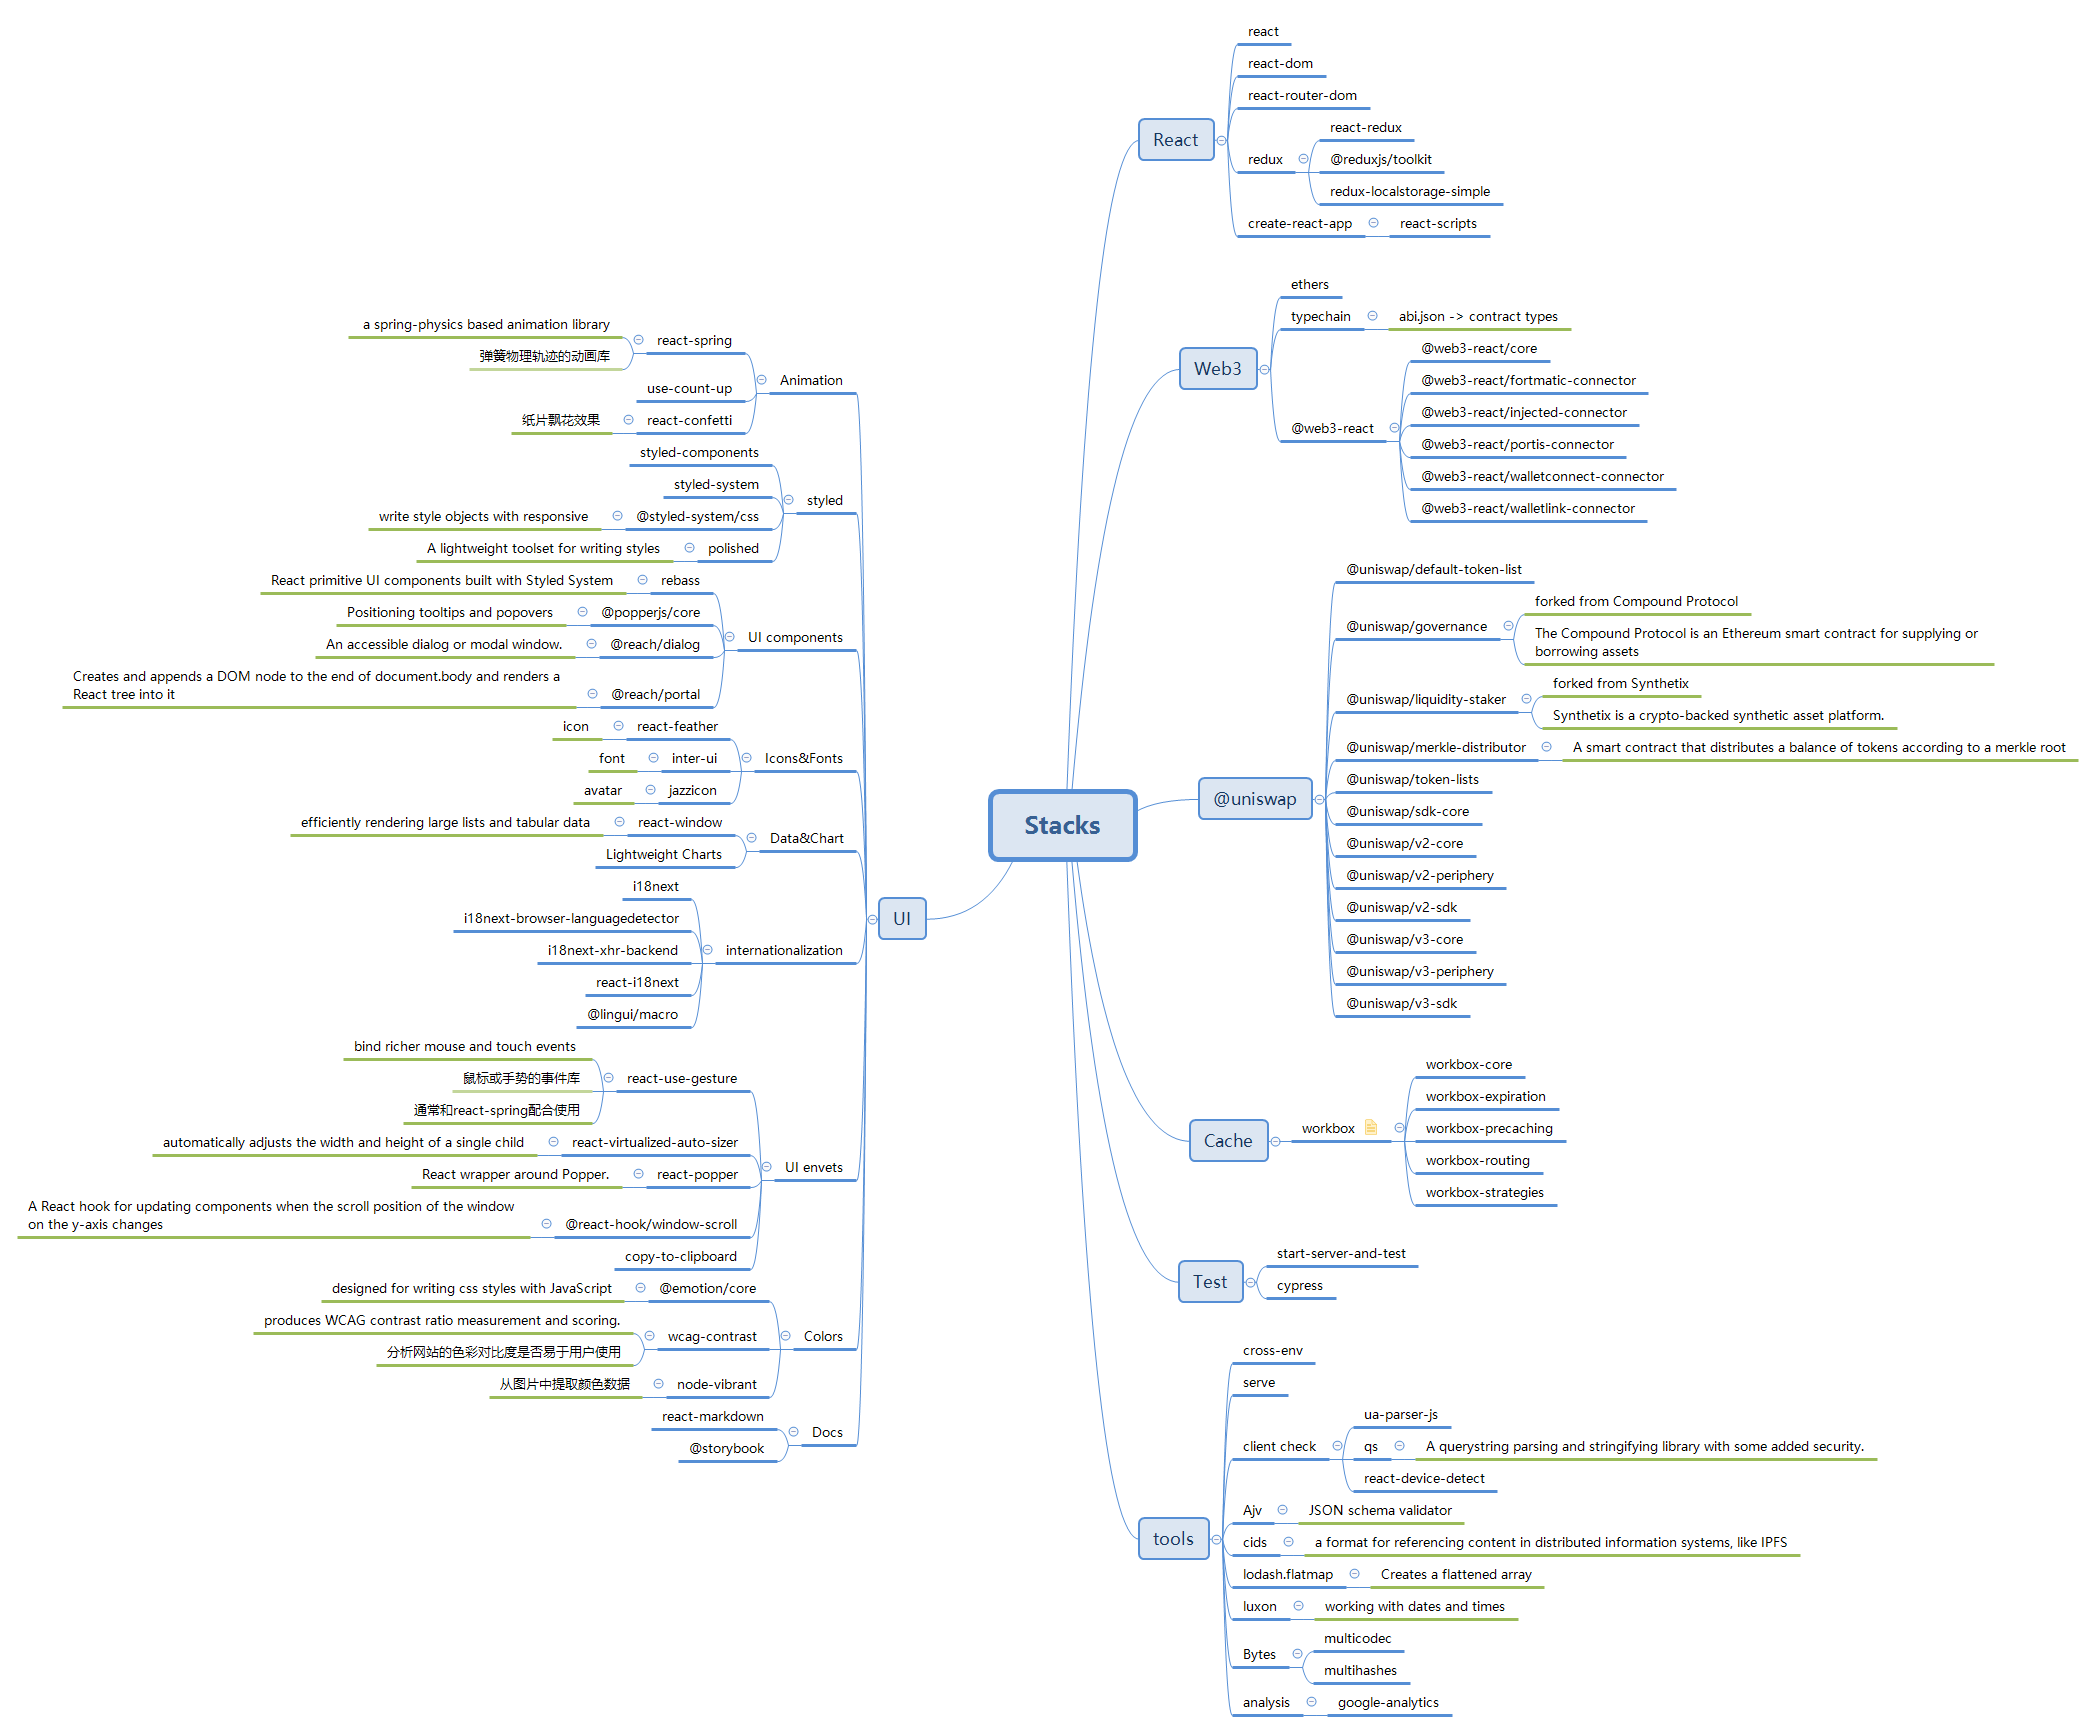 Stacks
React
react
react-dom
react-router-dom
redux
react-redux
@reduxjs/toolkit
redux-localstorage-simple
create-react-app
react-scripts
Web3
ethers
typechain
abi.json -> contract types
@web3-react
@web3-react/core
@web3-react/fortmatic-connector
@web3-react/injected-connector
@web3-react/portis-connector
@web3-react/walletconnect-connector
@web3-react/walletlink-connector
@uniswap
@uniswap/default-token-list
@uniswap/governance
forked from Compound Protocol
The Compound Protocol is an Ethereum smart contract for supplying or
borrowing assets
@uniswap/liquidity-staker
forked from Synthetix
Synthetix is a crypto-backed synthetic asset platform.
@uniswap/merkle-distributor
A smart contract that distributes a balance of tokens according to a merkle root
@uniswap/token-lists
@uniswap/sdk-core
@uniswap/v2-core
@uniswap/v2-periphery
@uniswap/v2-sdk
@uniswap/v3-core
@uniswap/v3-periphery
@uniswap/v3-sdk
Cache
workbox
workbox-core
workbox-expiration
workbox-precaching
workbox-routing
workbox-strategies
Test
start-server-and-test
cypress
tools
cross-env
serve
client check
ua-parser-js
qs
A querystring parsing and stringifying library with some added security.
react-device-detect
Ajv
JSON schema validator
cids
a format for referencing content in distributed information systems, like IPFS
lodash.flatmap
Creates a flattened array
luxon
working with dates and times
Bytes
multicodec
multihashes
analysis
google-analytics
UI
Animation
react-spring
a spring-physics based animation library
弹簧物理轨迹的动画库
use-count-up
react-confetti
纸片飘花效果
styled
styled-components
styled-system
@styled-system/css
write style objects with responsive
polished
A lightweight toolset for writing styles
UI components
rebass
React primitive UI components built with Styled System
@popperjs/core
Positioning tooltips and popovers
@reach/dialog
An accessible dialog or modal window.
@reach/portal
Creates and appends a DOM node to the end of document.body and renders a
React tree into it
Icons&Fonts
react-feather
icon
inter-ui
font
jazzicon
avatar
Data&Chart
react-window
efficiently rendering large lists and tabular data
Lightweight Charts
internationalization
i18next
i18next-browser-languagedetector
i18next-xhr-backend
react-i18next
@lingui/macro
UI envets
react-use-gesture
bind richer mouse and touch events
鼠标或手势的事件库
通常和react-spring配合使用
react-virtualized-auto-sizer
automatically adjusts the width and height of a single child
react-popper
React wrapper around Popper.
@react-hook/window-scroll
A React hook for updating components when the scroll position of the window
on the y-axis changes
copy-to-clipboard
Colors
@emotion/core
designed for writing css styles with JavaScript
wcag-contrast
produces WCAG contrast ratio measurement and scoring.
分析网站的色彩对比度是否易于用户使用
node-vibrant
从图片中提取颜色数据
Docs
react-markdown
@storybook